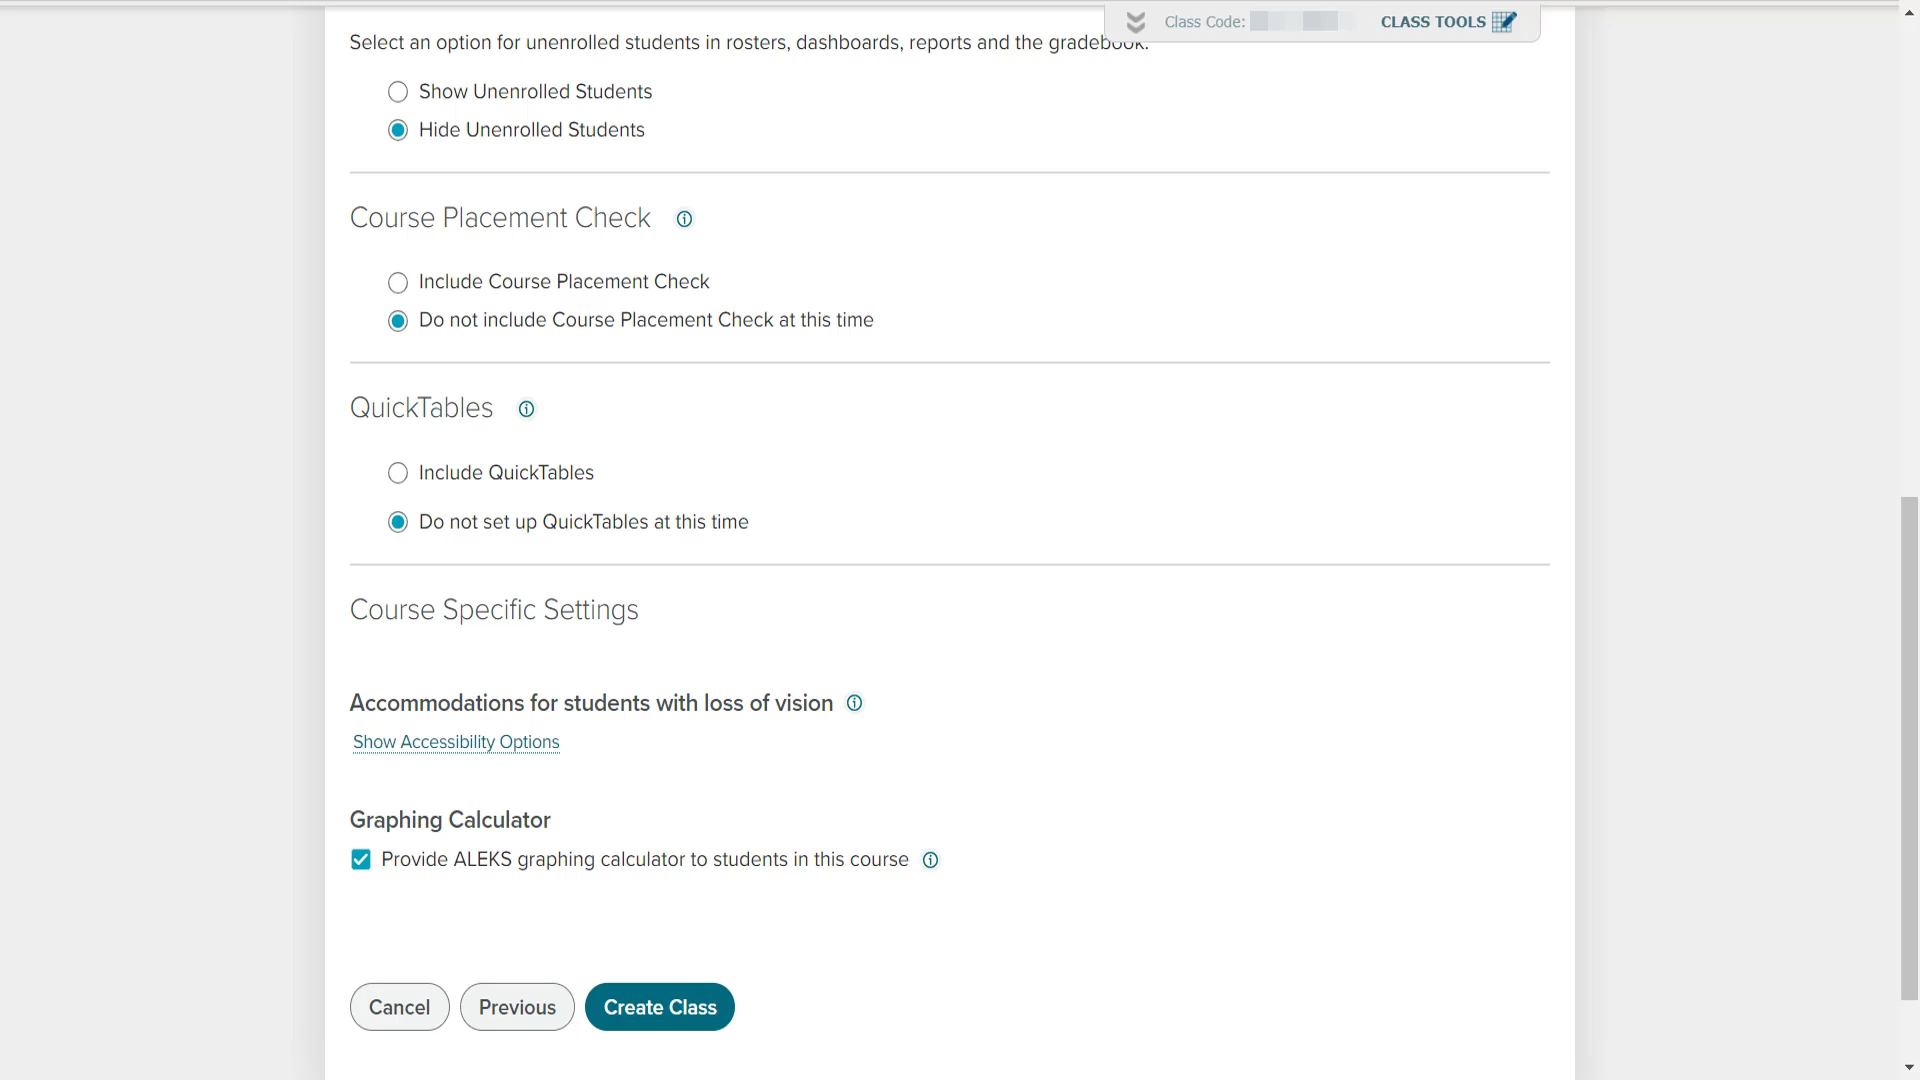 Class Code:
CLASS TOOLS
Select an option for unenrolled students in rosters, dashboards, reports and the gradebook.
Show Unenrolled Students
Hide Unenrolled Students
Course Placement Check
Include Course Placement Check
Do not include Course Placement Check at this time
QuickTables
Include QuickTables
Do not set up QuickTables at this time
Course Specific Settings
Accommodations for students with loss of vision
Show Accessibility Options
Graphing Calculator
Provide ALEKS graphing calculator to students in this course
Cancel
Previous
Create Class